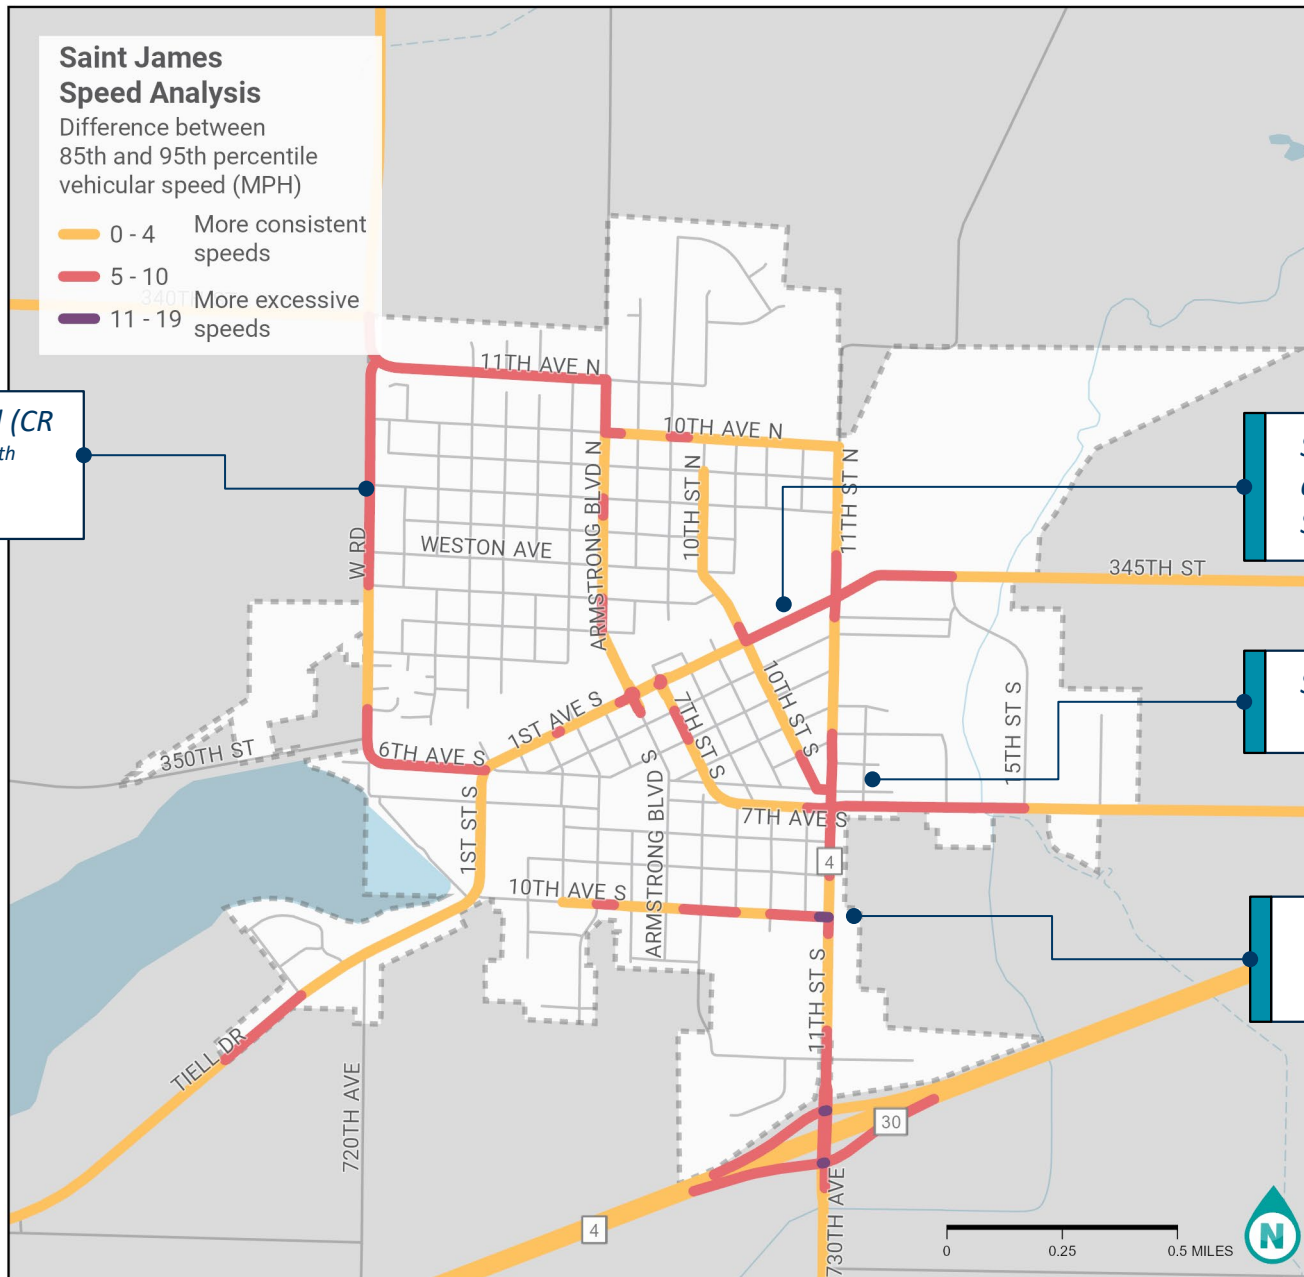 Saint James
Speed Analysis
Difference between
85th and 95th percentile
vehicular speed (MPH)
0 - 4 More consistent
speeds
5 - 10
11 - 19 More excessive
speeds
340TH ST
(CR
th
11TH AVE N
10TH AVE N
ARMSTRONG BLVD N
10TH ST N
11TH ST N
W RD
WESTON AVE
345TH ST
1ST AVE S
7TH ST S
10TH ST S
15TH ST S
350TH ST
6TH AVE S
1ST ST S
ARMSTRONG BLVD S
7TH AVE S
4
10TH AVE S
11TH ST S
TIELL DR
720TH AVE
30
730TH AVE
4
N
0 0.25 0.5 MILES